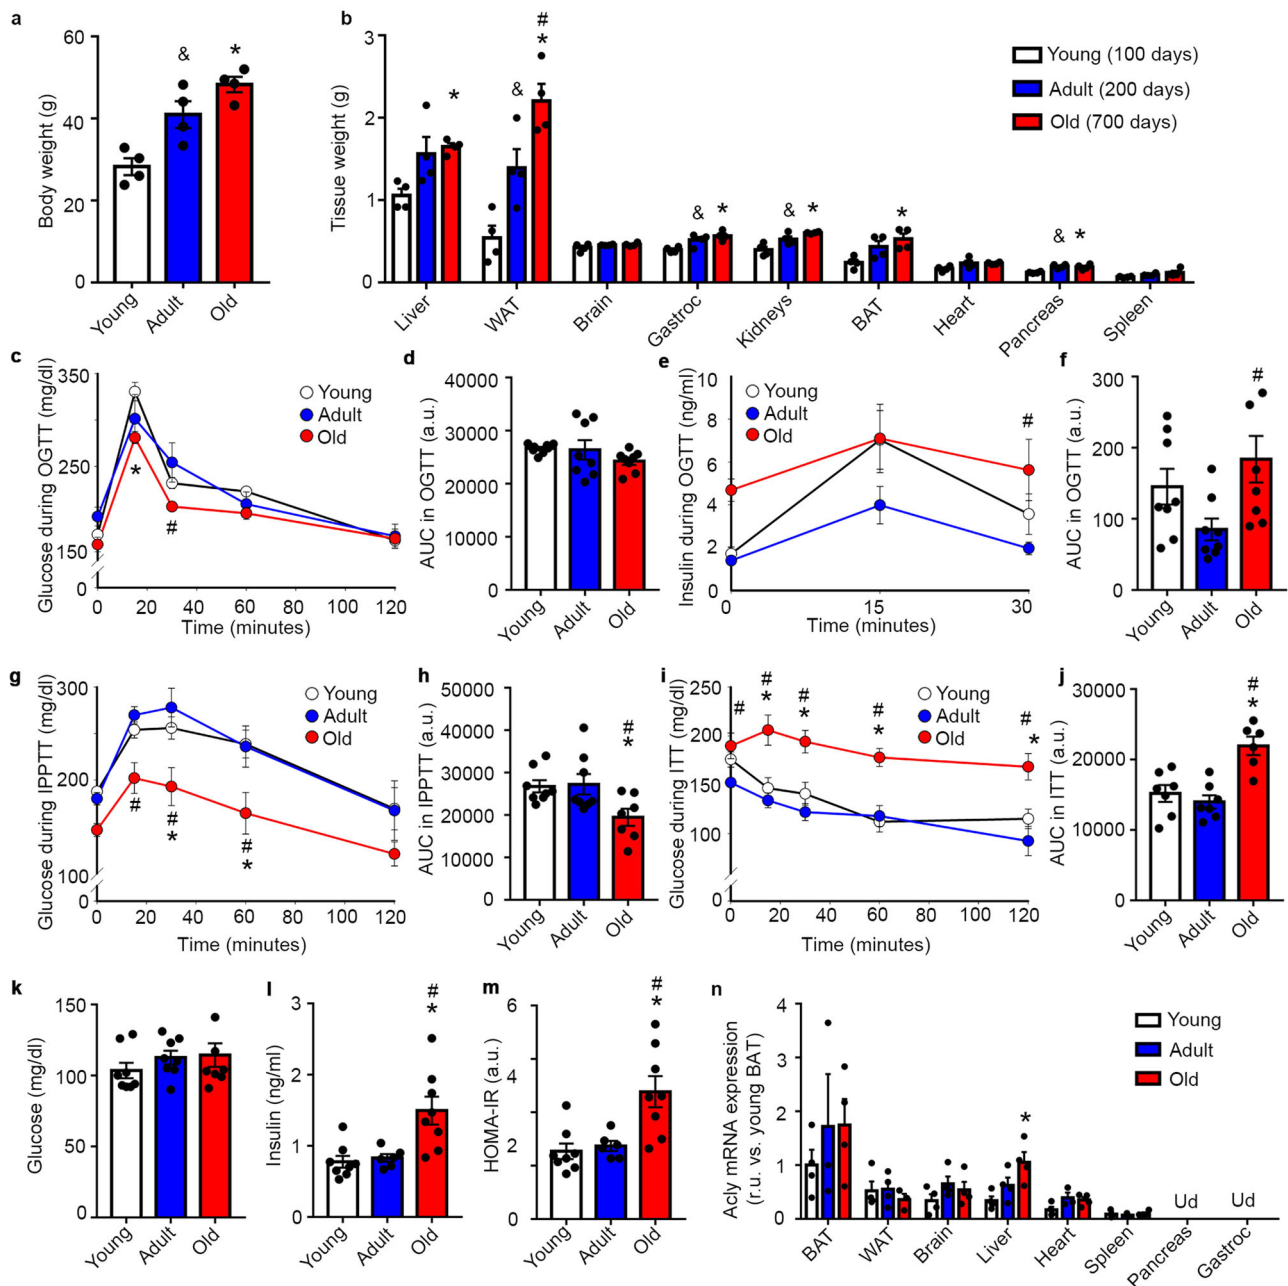 a
Body weight (g)
60
40
20
0
&
*
Young
Adult
Old
b
Tissue weight (g)
3
2
1
0
*
&
#
*
&
*
&
*
*
&
*
Liver
WAT
Brain
Gastroc
Kidneys
BAT
Heart
Pancreas
Spleen
Young (100 days)
Adult (200 days)
Old (700 days)
c
Glucose during OGTT (mg/dl)
350
250
150
0
*
#
Young
Adult
Old
0 20 40 60 80 100 120
Time (minutes)
d
AUC in OGTT (a.u.)
40000
30000
20000
10000
0
Young
Adult
Old
e
Insulin during OGTT (ng/ml)
10
8
6
4
2
0
#
Young
Adult
Old
0 15 30
Time (minutes)
f
AUC in OGTT (a.u.)
300
200
100
0
#
Young
Adult
Old
g
Glucose during IPPTT (mg/dl)
300
200
100
0
#
#
*
#
*
Young
Adult
Old
0 20 40 60 80 100 120
Time (minutes)
h
AUC in IPPTT (a.u.)
50000
40000
30000
20000
10000
0
#
*
Young
Adult
Old
i
Glucose during ITT (mg/dl)
250
200
150
100
0
#
#
*
#
*
#
*
#
*
Young
Adult
Old
0 20 40 60 80 100 120
Time (minutes)
j
AUC in ITT (a.u.)
30000
20000
10000
0
#
*
Young
Adult
Old
k
Glucose (mg/dl)
150
100
50
0
Young
Adult
Old
l
Insulin (ng/ml)
3
2
1
0
#
*
Young
Adult
Old
m
HOMA-IR (a.u.)
6
4
2
0
#
*
Young
Adult
Old
n
Acly mRNA expression
(r.u. vs. young BAT)
4
3
2
1
0
*
Ud
Ud
BAT
WAT
Brain
Liver
Heart
Spleen
Pancreas
Gastroc
Young
Adult
Old